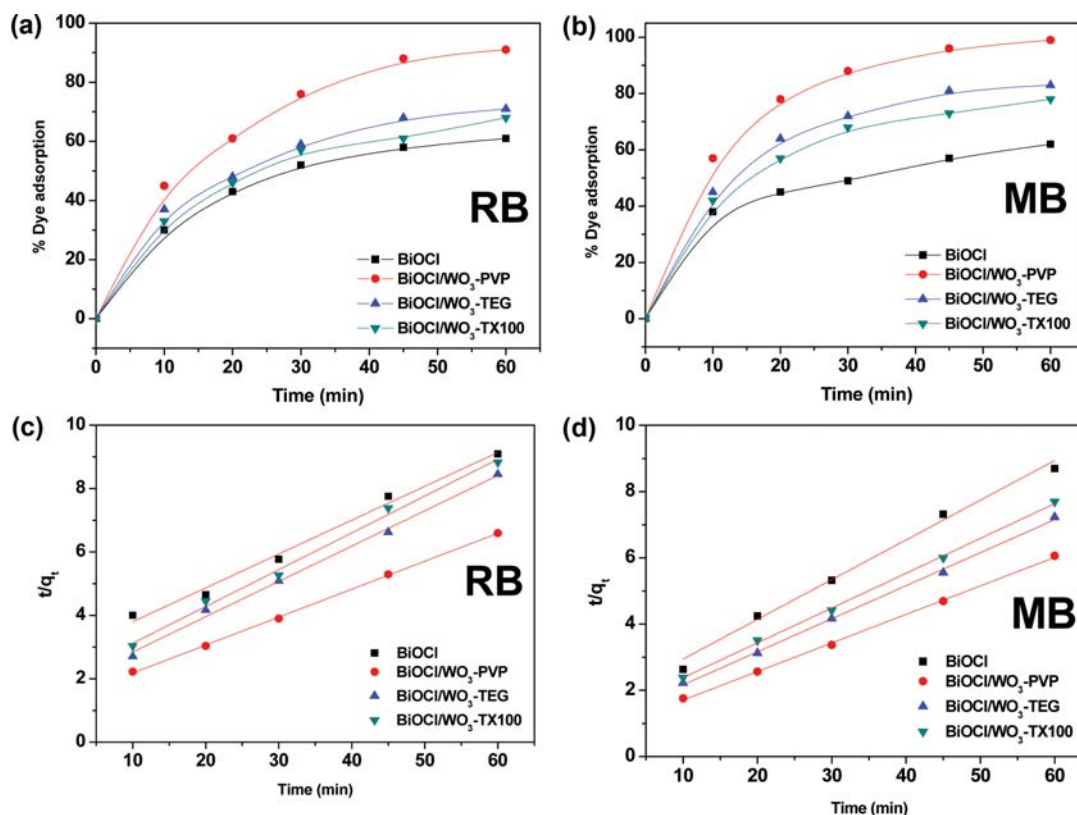 (a)
100
80
60
40
20
0
% Dye adsorption
RB
BiOCl
BiOCl/WO₃-PVP
BiOCl/WO₃-TEG
BiOCl/WO₃-TX100
0 10 20 30 40 50 60
Time (min)
(b)
100
80
60
40
20
0
% Dye adsorption
MB
BiOCl
BiOCl/WO₃-PVP
BiOCl/WO₃-TEG
BiOCl/WO₃-TX100
0 10 20 30 40 50 60
Time (min)
(c)
10
8
6
4
2
0
t/qₜ
RB
BiOCl
BiOCl/WO₃-PVP
BiOCl/WO₃-TEG
BiOCl/WO₃-TX100
10 20 30 40 50 60
Time (min)
(d)
10
8
6
4
2
0
t/qₜ
MB
BiOCl
BiOCl/WO₃-PVP
BiOCl/WO₃-TEG
BiOCl/WO₃-TX100
10 20 30 40 50 60
Time (min)